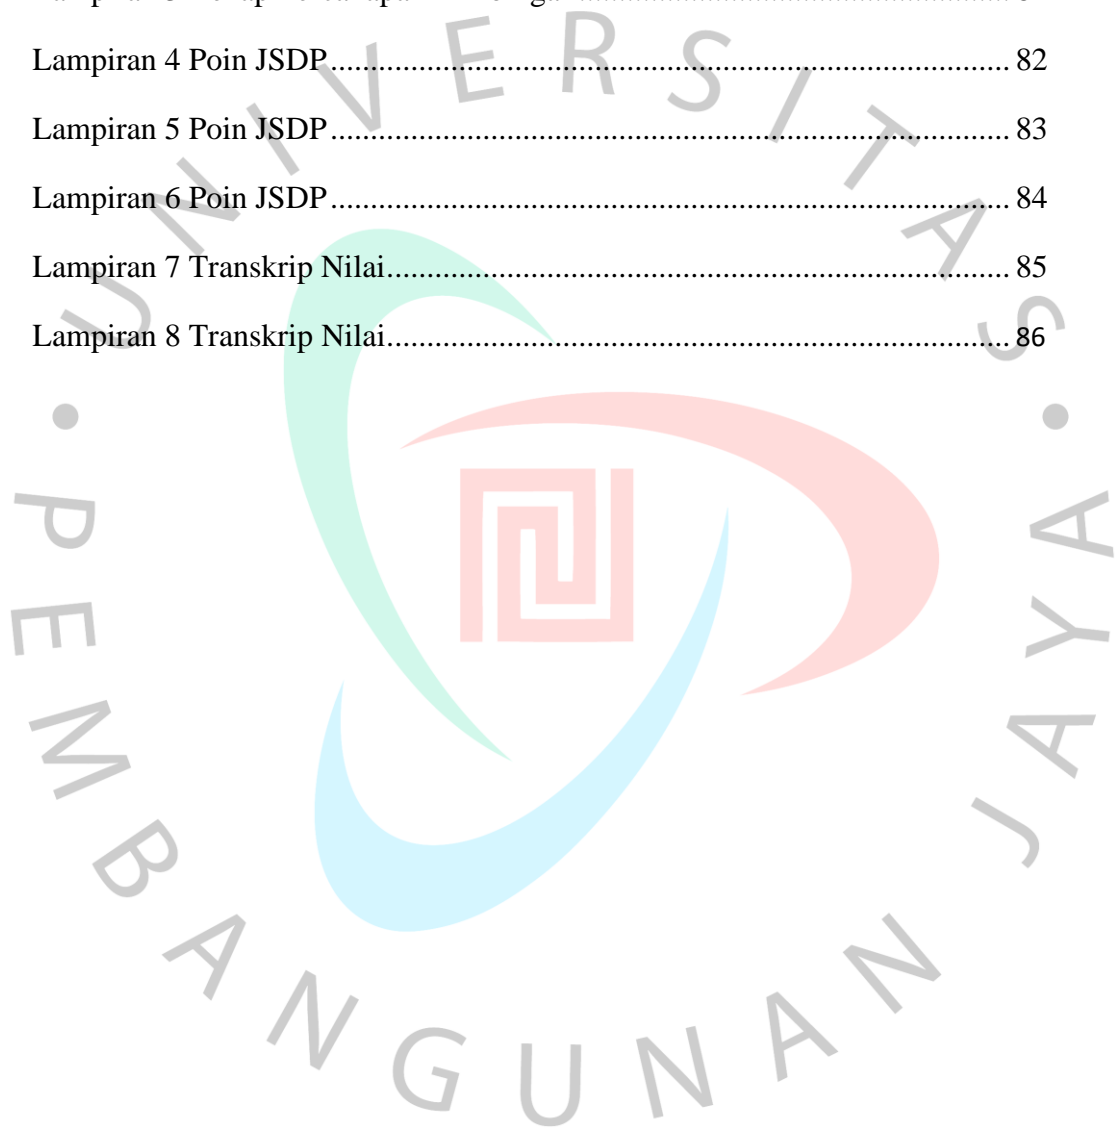 Lampiran 4 Poin JSDP........................................................................................ 82
Lampiran 5 Poin JSDP........................................................................................ 83
Lampiran 6 Poin JSDP........................................................................................ 84
Lampiran 7 Transkrip Nilai................................................................................. 85
Lampiran 8 Transkrip Nilai................................................................................. 86
UNIVERSITAS
• PEMBANGUNAN JAYA •